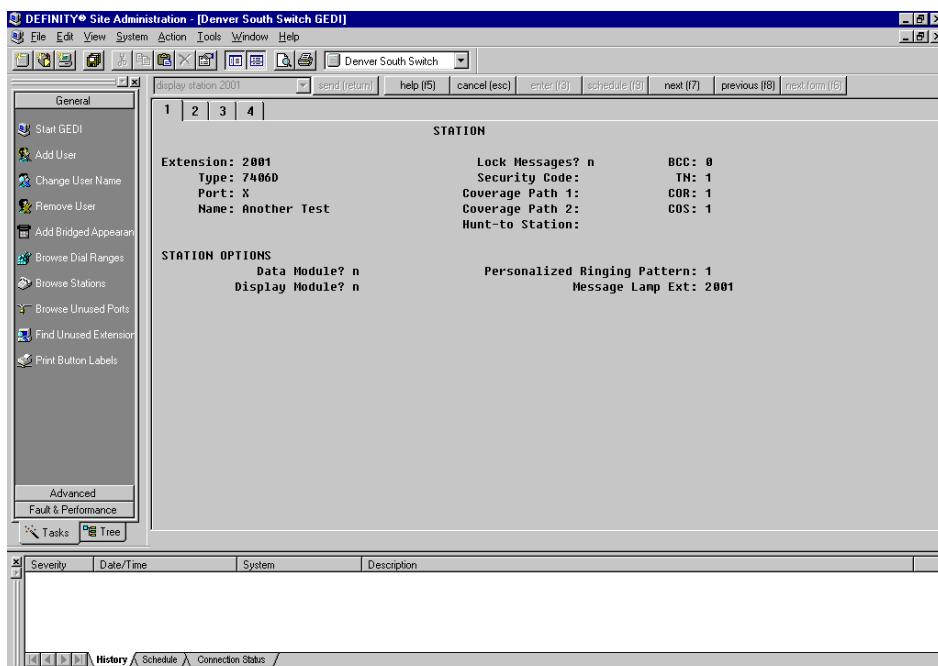 DEFINITY® Site Administration - [Denver South Switch GEDI]
File Edit View System Action Tools Window Help
Denver South Switch
display station 2001 send (return) help (f5) cancel (esc) enter (f3) schedule (f9) next (f7) previous (f8) next form (f6)
General
Start GEDI
Add User
Change User Name
Remove User
Add Bridged Appearan
Browse Dial Ranges
Browse Stations
Browse Unused Ports
Find Unused Extension
Print Button Labels
Advanced
Fault & Performance
Tasks Tree
1 2 3 4
STATION
Extension: 2001 Lock Messages? n BCC: 0
Type: 7406D Security Code: TN: 1
Port: X Coverage Path 1: COR: 1
Name: Another Test Coverage Path 2: COS: 1
Hunt-to Station:
STATION OPTIONS
Data Module? n Personalized Ringing Pattern: 1
Display Module? n Message Lamp Ext: 2001
Severity Date/Time System Description
History Schedule Connection Status